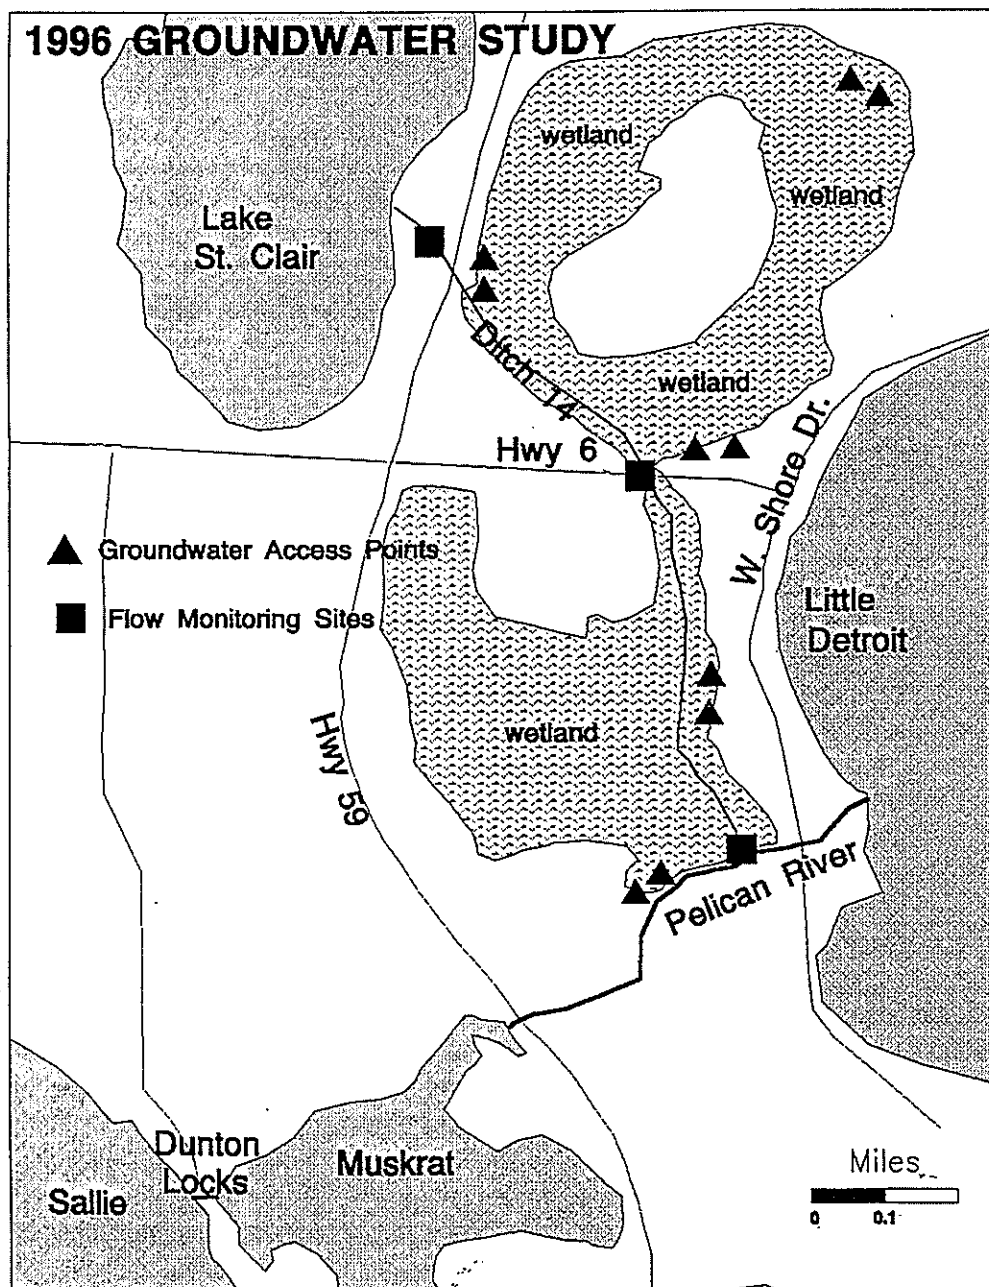 1996 GROUNDWATER STUDY
wetland
wetland
Lake
St. Clair
Ditch 14
wetland
Hwy 6
W. Shore Dr.
Groundwater Access Points
Flow Monitoring Sites
Little
Detroit
Hwy 59
wetland
Pelican River
Dunton
Locks
Muskrat
Sallie
Miles
0 0.1